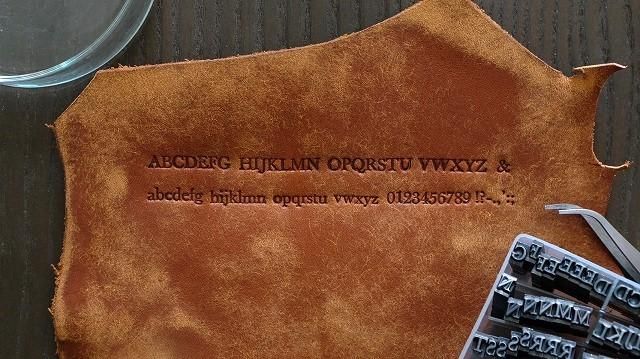 ABCDEFG HIJKLMN OPQRSTU VWXYZ &
abcdefg hijklmn opqrstu vwxyz 0123456789 !?-.,':;